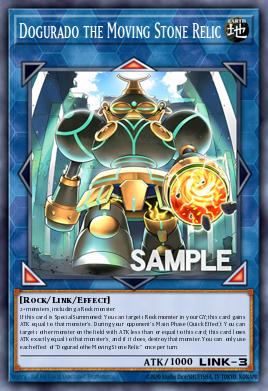 Dogurado the Moving Stone Relic
EARTH
地
SAMPLE
[Rock/Link/Effect]
2+ monsters, including a Rock monster
If this card is Special Summoned: You can target 1 Rock monster in your GY; this card gains
ATK equal to that monster's. During your opponent's Main Phase (Quick Effect): You can
target 1 other monster on the field with ATK less than or equal to this card; this card loses
ATK exactly equal to that monster's, and if it does, destroy that monster. You can only use
each effect of "Dogurado the Moving Stone Relic" once per turn.
ATK/1000 LINK-3